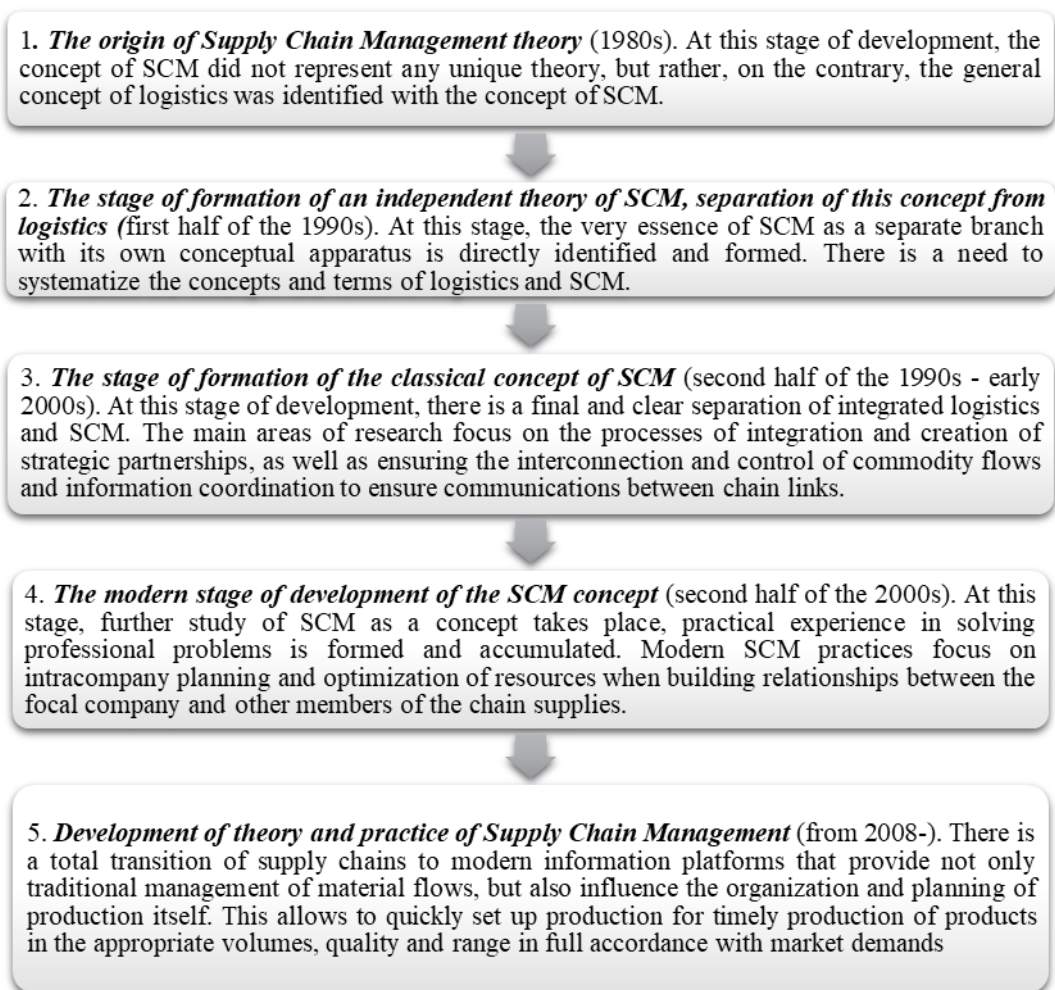 1. The origin of Supply Chain Management theory (1980s). At this stage of development, the
concept of SCM did not represent any unique theory, but rather, on the contrary, the general
concept of logistics was identified with the concept of SCM.
2. The stage of formation of an independent theory of SCM, separation of this concept from
logistics (first half of the 1990s). At this stage, the very essence of SCM as a separate branch
with its own conceptual apparatus is directly identified and formed. There is a need to
systematize the concepts and terms of logistics and SCM.
3. The stage of formation of the classical concept of SCM (second half of the 1990s - early
2000s). At this stage of development, there is a final and clear separation of integrated logistics
and SCM. The main areas of research focus on the processes of integration and creation of
strategic partnerships, as well as ensuring the interconnection and control of commodity flows
and information coordination to ensure communications between chain links.
4. The modern stage of development of the SCM concept (second half of the 2000s). At this
stage, further study of SCM as a concept takes place, practical experience in solving
professional problems is formed and accumulated. Modern SCM practices focus on
intracompany planning and optimization of resources when building relationships between the
focal company and other members of the chain supplies.
5. Development of theory and practice of Supply Chain Management (from 2008-). There is
a total transition of supply chains to modern information platforms that provide not only
traditional management of material flows, but also influence the organization and planning of
production itself. This allows to quickly set up production for timely production of products
in the appropriate volumes, quality and range in full accordance with market demands